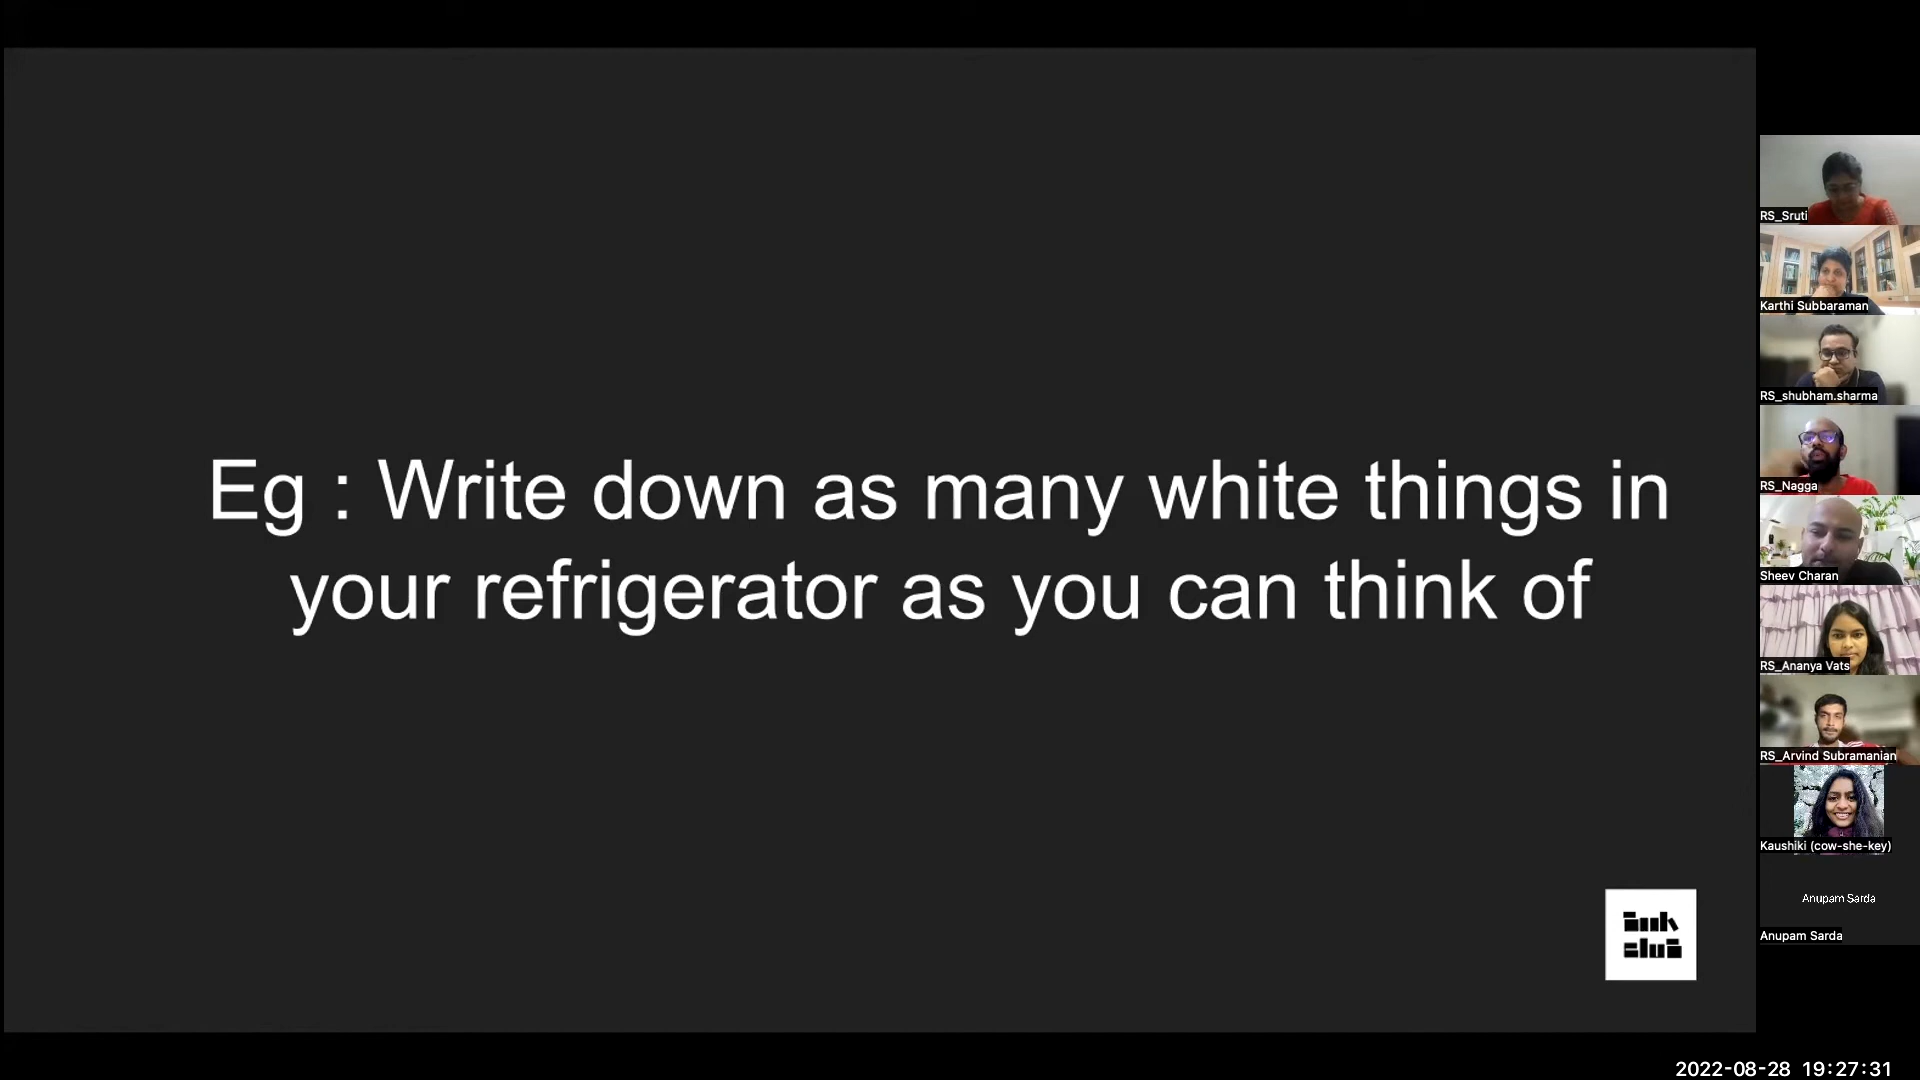 Eg : Write down as many white things in
your refrigerator as you can think of
RS_Sruti
Karthi Subbaraman
RS_shubham.sharma
RS_Nagga
Sheev Charan
RS_Ananya Vats
RS_Arvind Subramanian
Kaushiki (cow-she-key)
Anupam Sarda
Anupam Sarda
2022-08-28 19:27:31